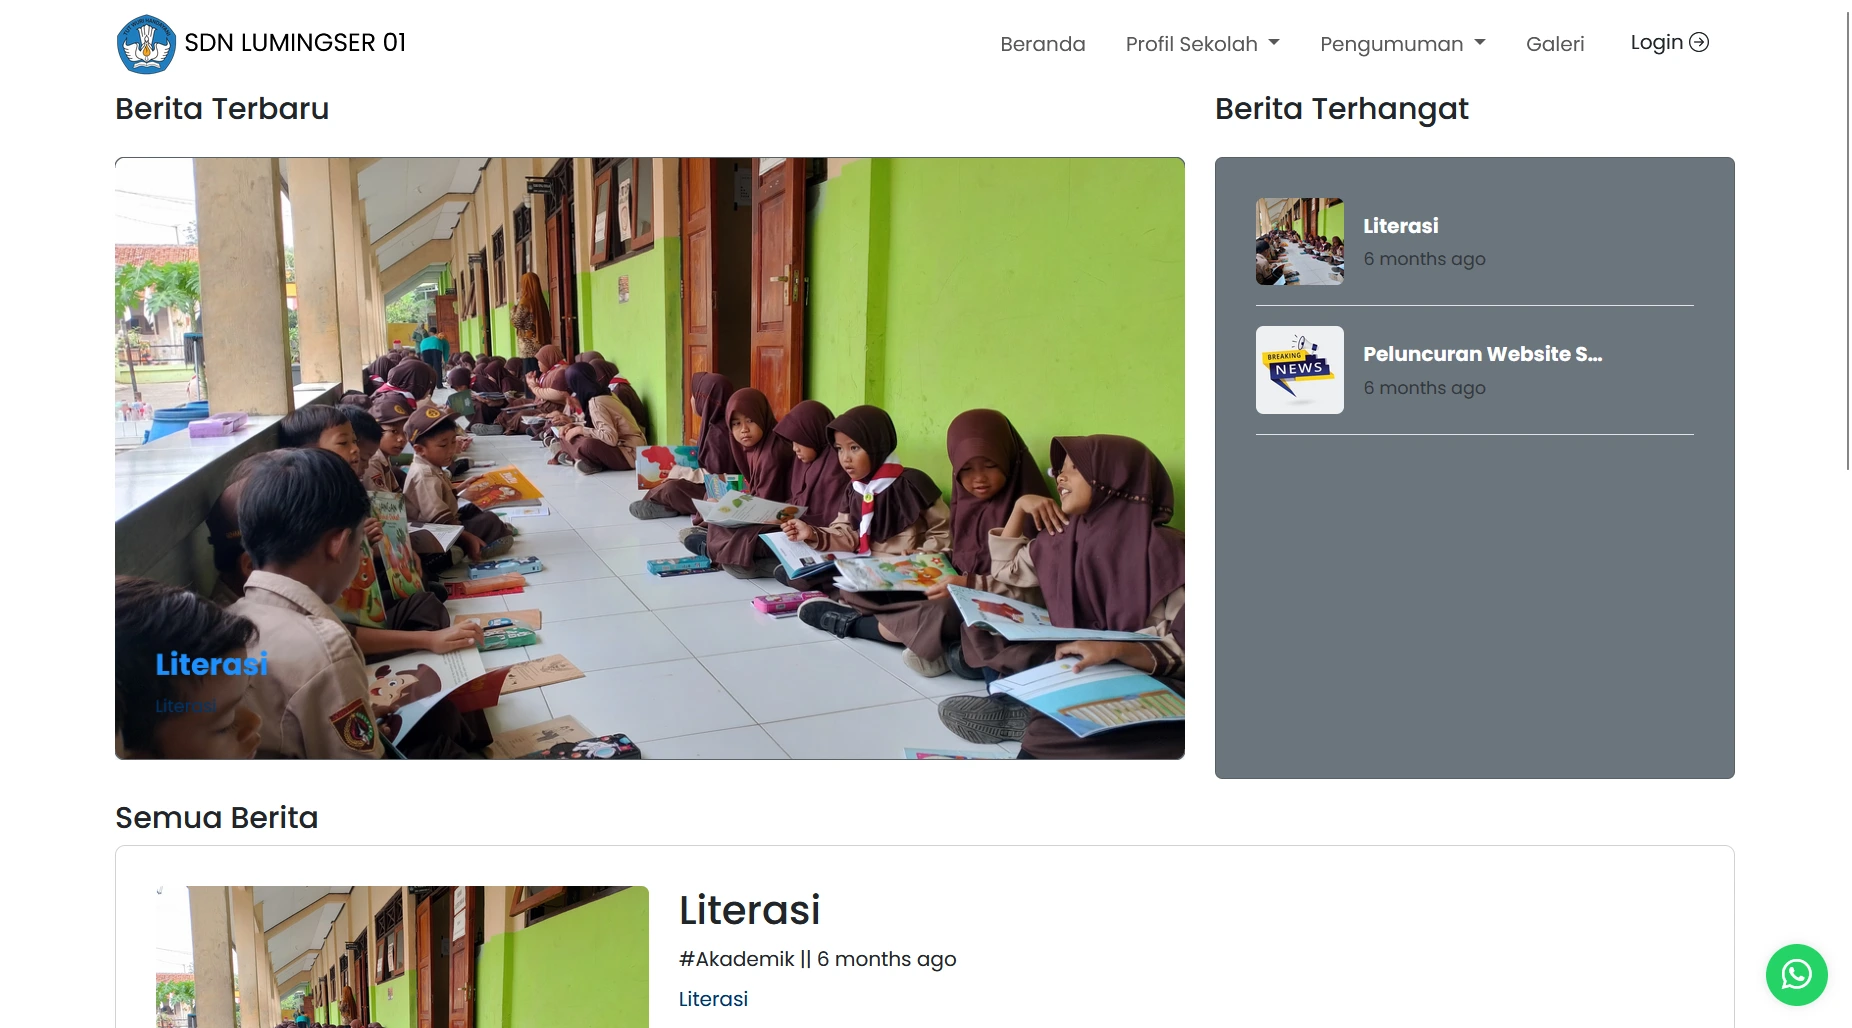 SDN LUMINGSER 01
Beranda
Profil Sekolah
Pengumuman
Galeri
Login
Berita Terbaru
Berita Terhangat
Literasi
Literasi
Literasi
6 months ago
BREAKING
NEWS
Peluncuran Website S...
6 months ago
Semua Berita
Literasi
#Akademik || 6 months ago
Literasi